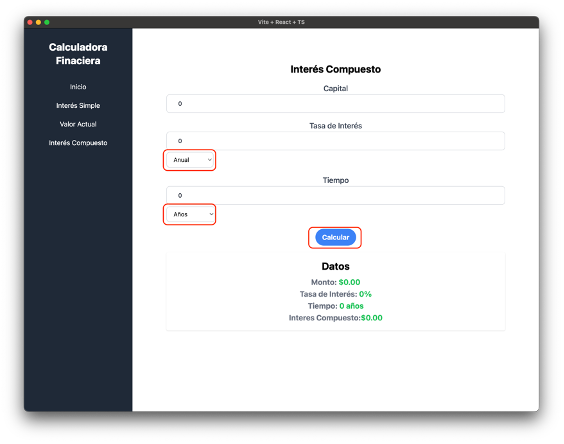 Vite + React + TS
Calculadora
Finaciera
Inicio
Interés Simple
Valor Actual
Interés Compuesto
Interés Compuesto
Capital
0
Tasa de Interés
0
Anual
Tiempo
0
Años
Calcular
Datos
Monto: $0.00
Tasa de Interés: 0%
Tiempo: 0 años
Interes Compuesto:$0.00